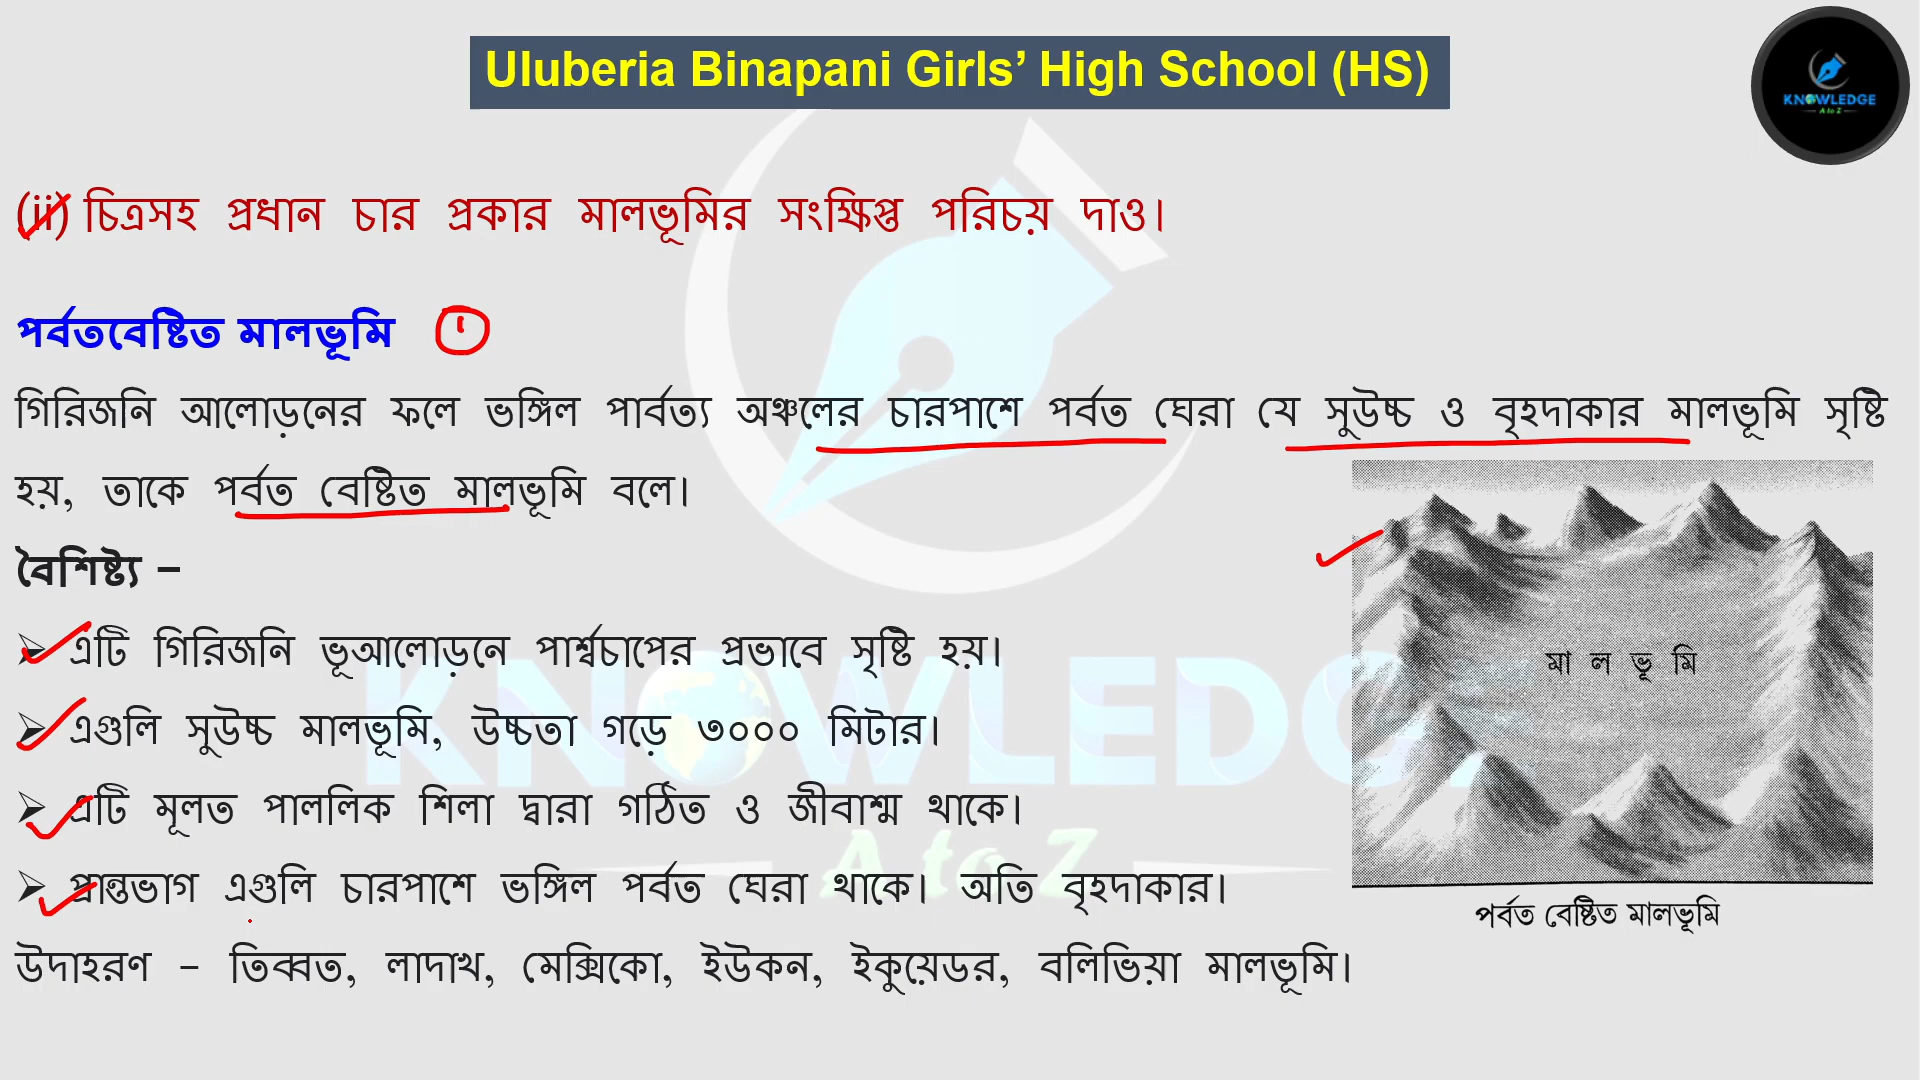 Uluberia Binapani Girls’ High School (HS)
KNOWLEDGE
A to Z
(ii) চিত্রসহ প্রধান চার প্রকার মালভূমির সংক্ষিপ্ত পরিচয় দাও।
পর্বতবেষ্টিত মালভূমি
গিরিজনি আলোড়নের ফলে ভঙ্গিল পার্বত্য অঞ্চলের চারপাশে পর্বত ঘেরা যে সুউচ্চ ও বৃহদাকার মালভূমি সৃষ্টি
হয়, তাকে পর্বত বেষ্টিত মালভূমি বলে।
বৈশিষ্ট্য –
➢ এটি গিরিজনি ভূআলোড়নে পার্শ্বচাপের প্রভাবে সৃষ্টি হয়।
➢ এগুলি সুউচ্চ মালভূমি, উচ্চতা গড়ে ৩০০০ মিটার।
➢ এটি মূলত পাললিক শিলা দ্বারা গঠিত ও জীবাশ্ম থাকে।
➢ প্রান্তভাগ এগুলি চারপাশে ভঙ্গিল পর্বত ঘেরা থাকে। অতি বৃহদাকার।
উদাহরণ – তিব্বত, লাদাখ, মেক্সিকো, ইউকন, ইকুয়েডর, বলিভিয়া মালভূমি।
মা ল ভূ মি
পর্বত বেষ্টিত মালভূমি
KNOWLEDGE
A to Z